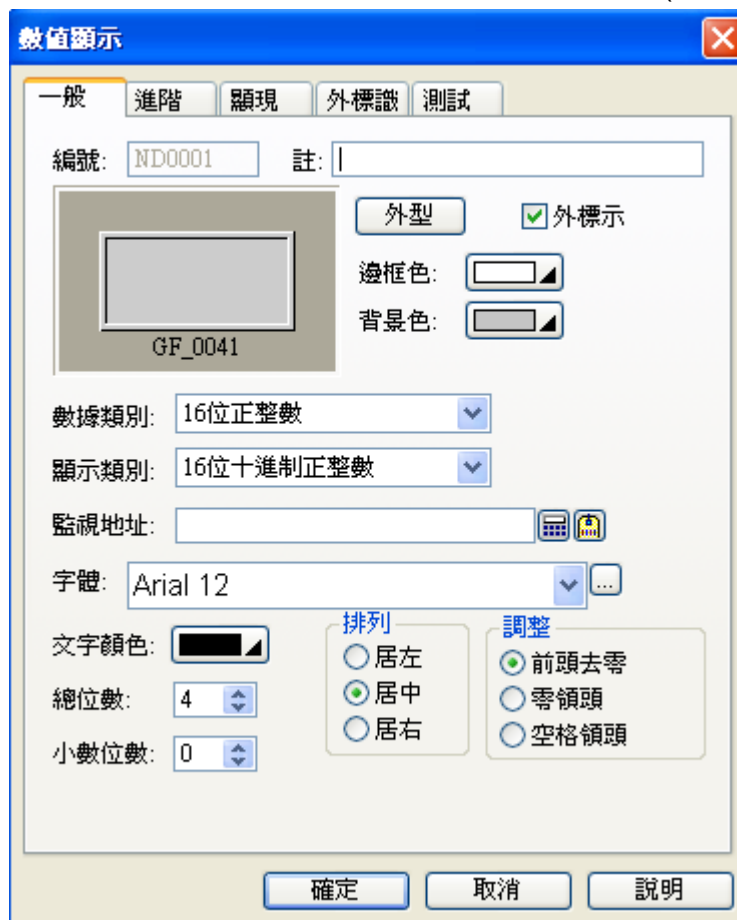 數值顯示
一般 進階 顯現 外標識 測試
編號: ND0001 註:
外型 外標示
邊框色:
背景色:
GF_0041
數據類別: 16位正整數
顯示類別: 16位十進制正整數
監視地址:
字體: Arial 12 ...
文字顏色: 排列 調整
居左 前頭去零
總位數: 4 居中 零領頭
居右 空格領頭
小數位數: 0
確定 取消 說明